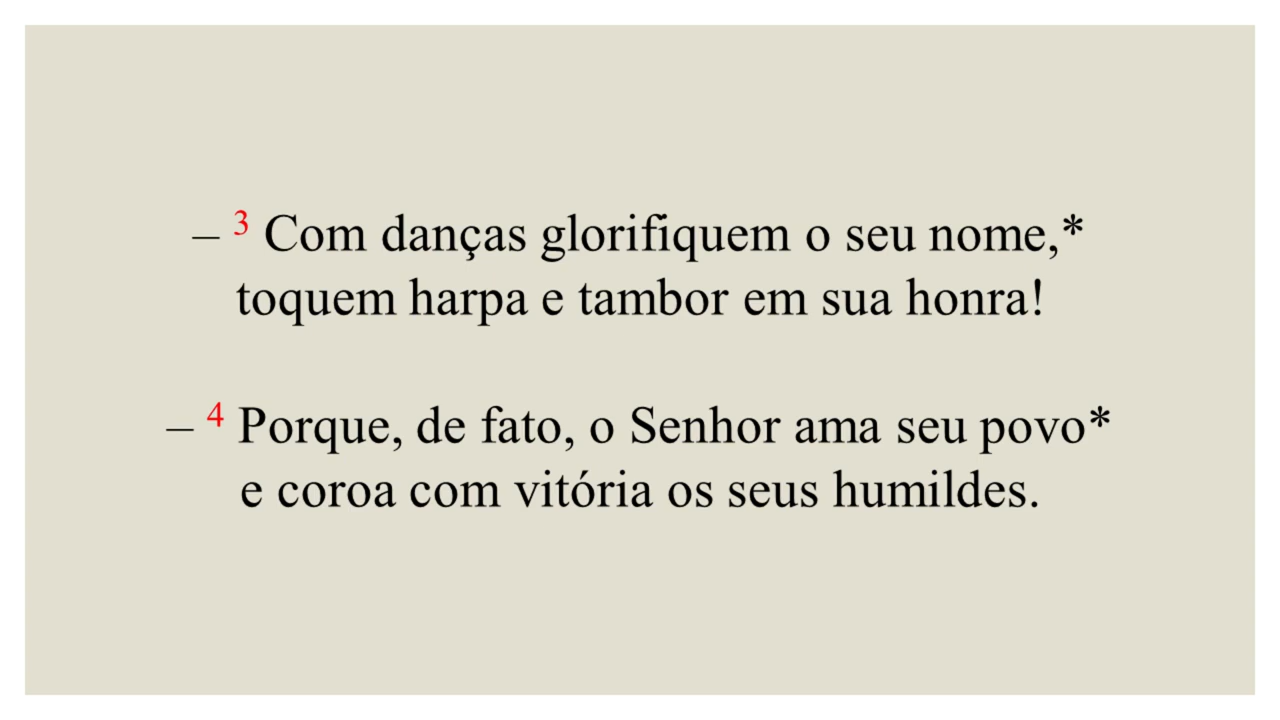 – 3 Com danças glorifiquem o seu nome,*
toquem harpa e tambor em sua honra!
– 4 Porque, de fato, o Senhor ama seu povo*
e coroa com vitória os seus humildes.